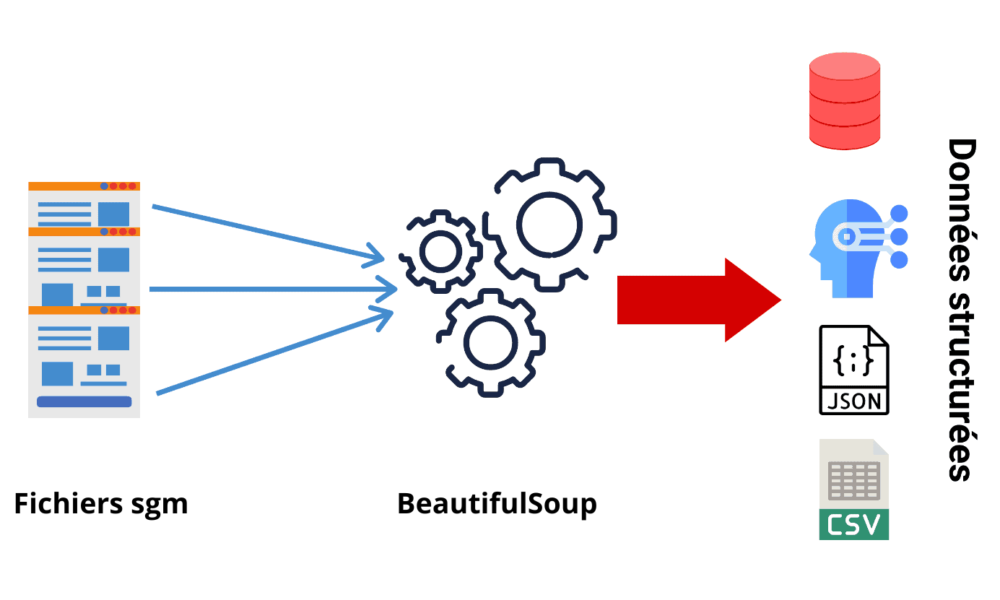 Fichiers sgm
BeautifulSoup
{;}
JSON
CSV
Données structurées